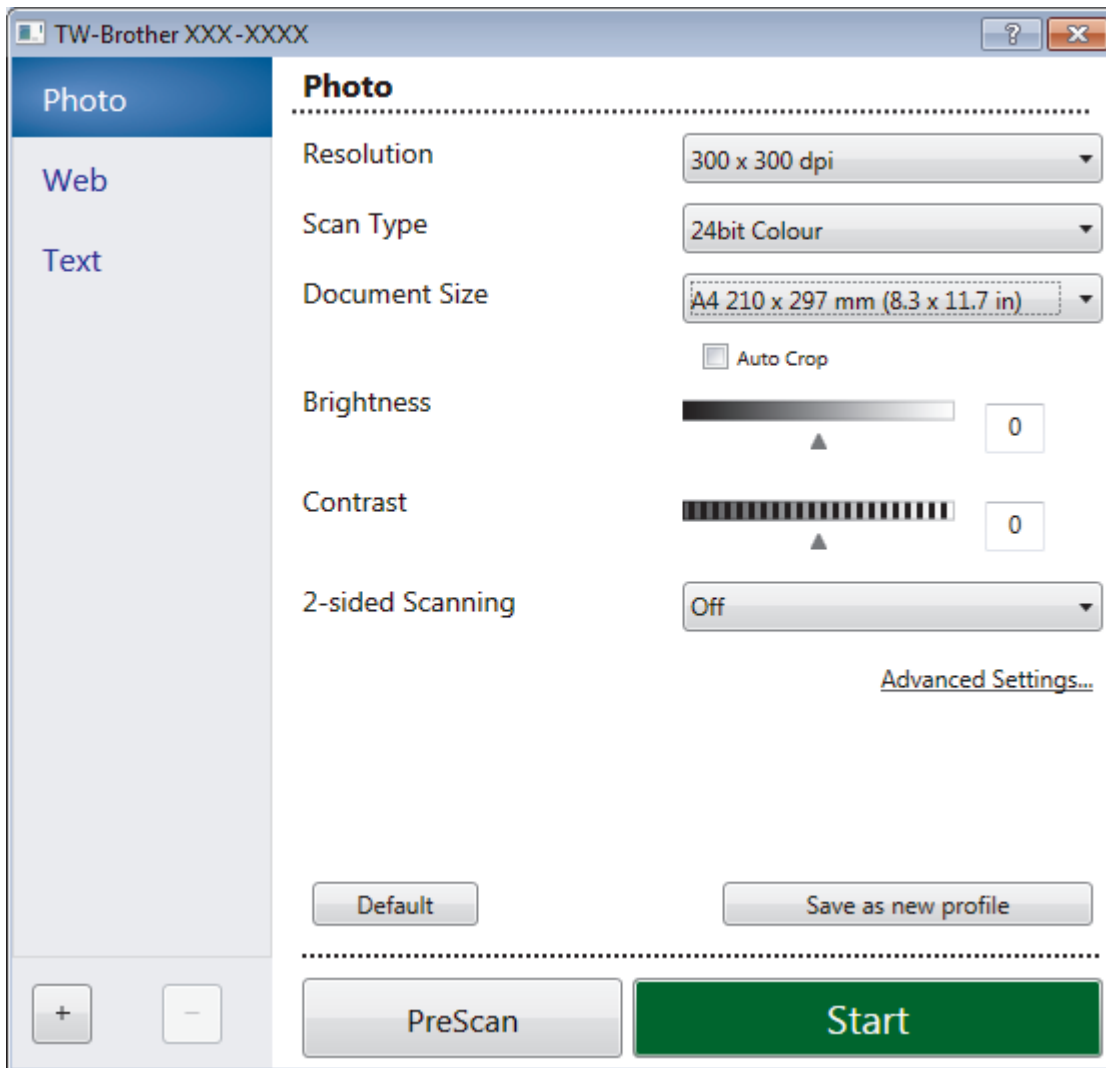 TW-Brother XXX-XXXX
?
Photo
Web
Text
Photo
Resolution
300 x 300 dpi
Scan Type
24bit Colour
Document Size
A4 210 x 297 mm (8.3 x 11.7 in)
Auto Crop
Brightness
0
Contrast
0
2-sided Scanning
Off
Advanced Settings...
Default
Save as new profile
+
−
PreScan
Start